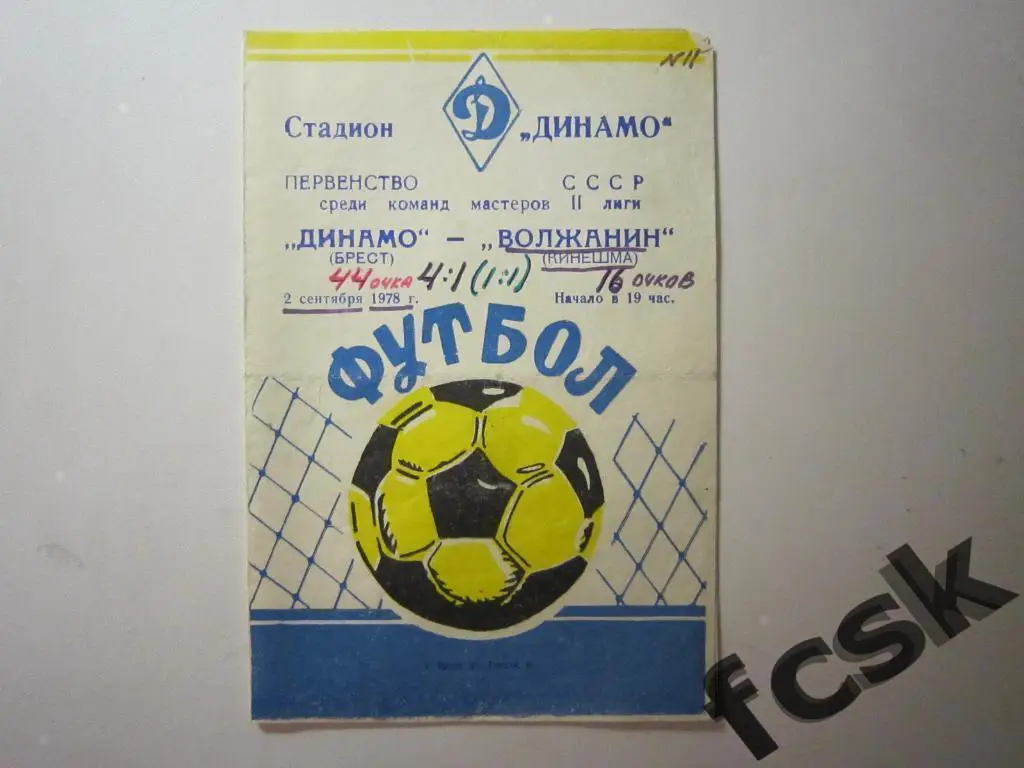 №11
Д
Стадион „ДИНАМО“
ПЕРВЕНСТВО СССР
среди команд мастеров II лиги
„ДИНАМО“ – „ВОЛЖАНИН“
(БРЕСТ) (КИНЕШМА)
44 очка 4:1 (1:1) 16 очков
2 сентября 1978 г. Начало в 19 час.
ФУТБОЛ
fcsk